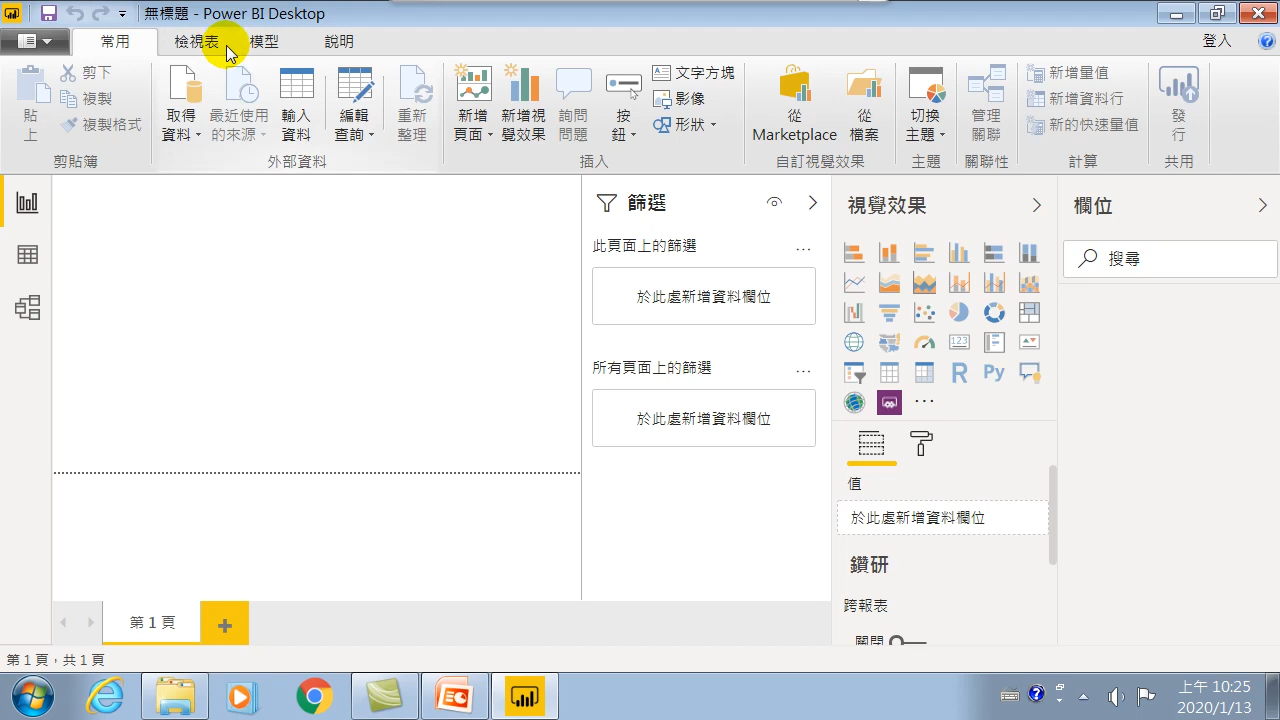 無標題 - Power BI Desktop
常用 檢視表 模型 說明 登入
貼上
剪下
複製
複製格式
剪貼簿
取得資料
最近使用的來源
輸入資料
編輯查詢
重新整理
外部資料
新增頁面
新增視覺效果
詢問問題
按鈕
文字方塊
影像
形狀
插入
從 Marketplace
從檔案
自訂視覺效果
切換主題
主題
管理關聯
關聯性
新增量值
新增資料行
新的快速量值
計算
發行
共用
篩選
此頁面上的篩選 ...
於此處新增資料欄位
所有頁面上的篩選 ...
於此處新增資料欄位
視覺效果
123
R Py
...
值
於此處新增資料欄位
鑽研
跨報表
關閉
欄位
搜尋
第 1 頁
+
第 1 頁，共 1 頁
上午 10:25
2020/1/13